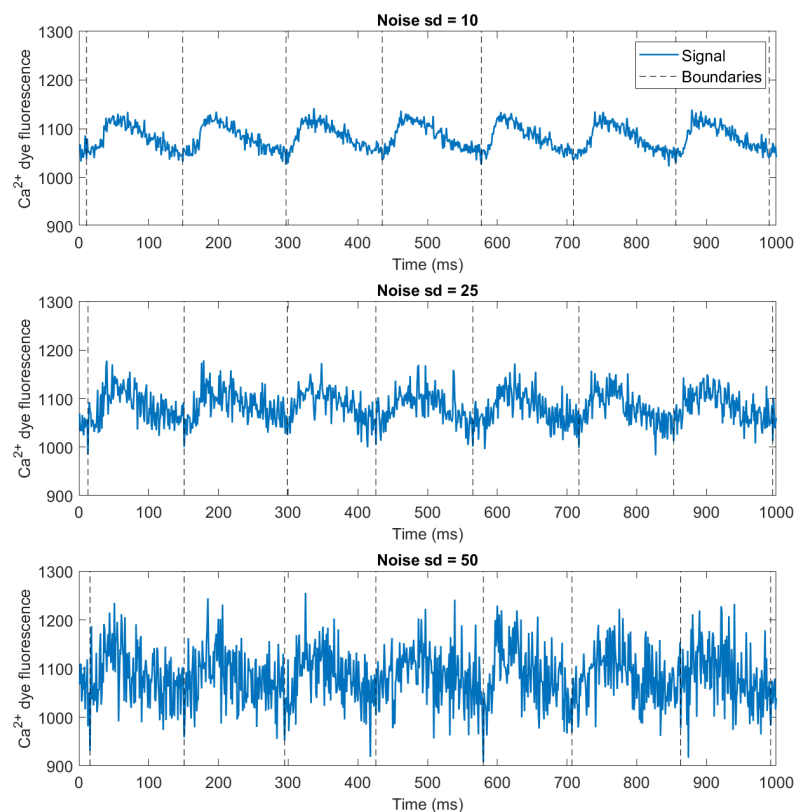 Noise sd = 10
1300
1200
1100
1000
900
Ca2+ dye fluorescence
Signal
Boundaries
0 100 200 300 400 500 600 700 800 900 1000
Time (ms)
Noise sd = 25
1300
1200
1100
1000
900
Ca2+ dye fluorescence
0 100 200 300 400 500 600 700 800 900 1000
Time (ms)
Noise sd = 50
1300
1200
1100
1000
900
Ca2+ dye fluorescence
0 100 200 300 400 500 600 700 800 900 1000
Time (ms)